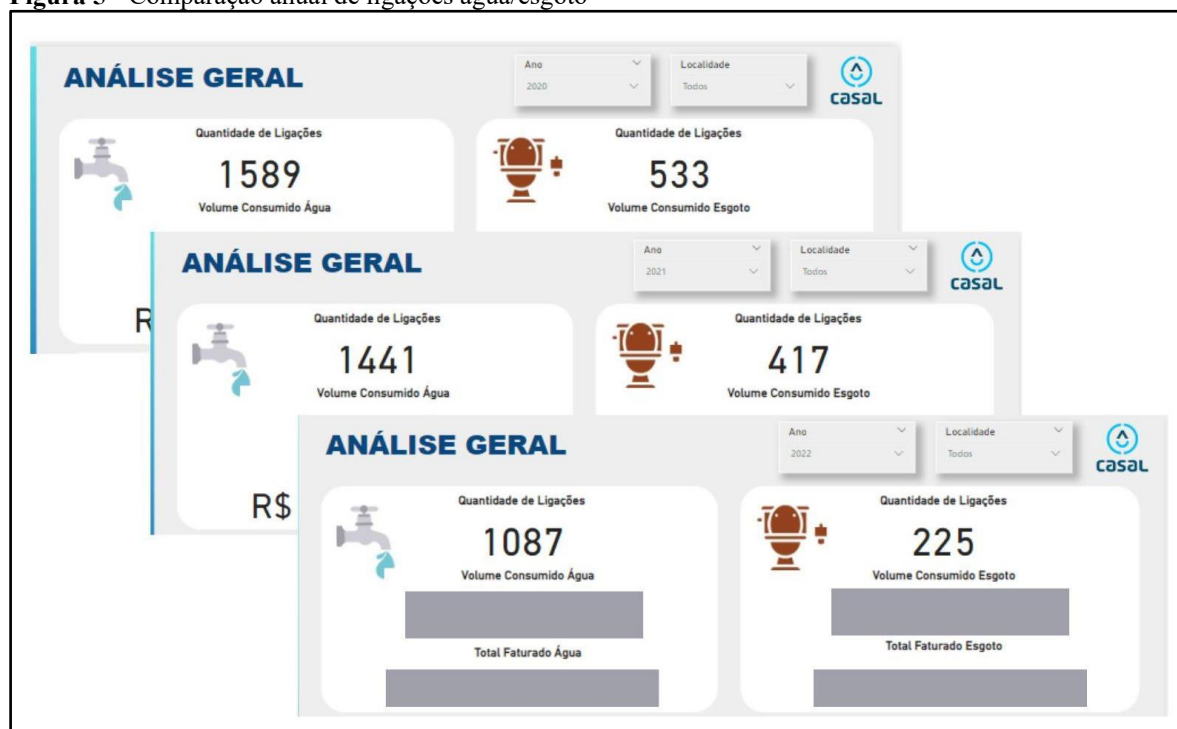 Figura 3 - Comparação anual de ligações água/esgoto
ANÁLISE GERAL
Ano
2020
Localidade
Todos
casal
Quantidade de Ligações
1589
Volume Consumido Água
Quantidade de Ligações
533
Volume Consumido Esgoto
R
ANÁLISE GERAL
Ano
2021
Localidade
Todos
casal
Quantidade de Ligações
1441
Volume Consumido Água
Quantidade de Ligações
417
Volume Consumido Esgoto
R$
ANÁLISE GERAL
Ano
2022
Localidade
Todos
casal
Quantidade de Ligações
1087
Volume Consumido Água
Total Faturado Água
Quantidade de Ligações
225
Volume Consumido Esgoto
Total Faturado Esgoto